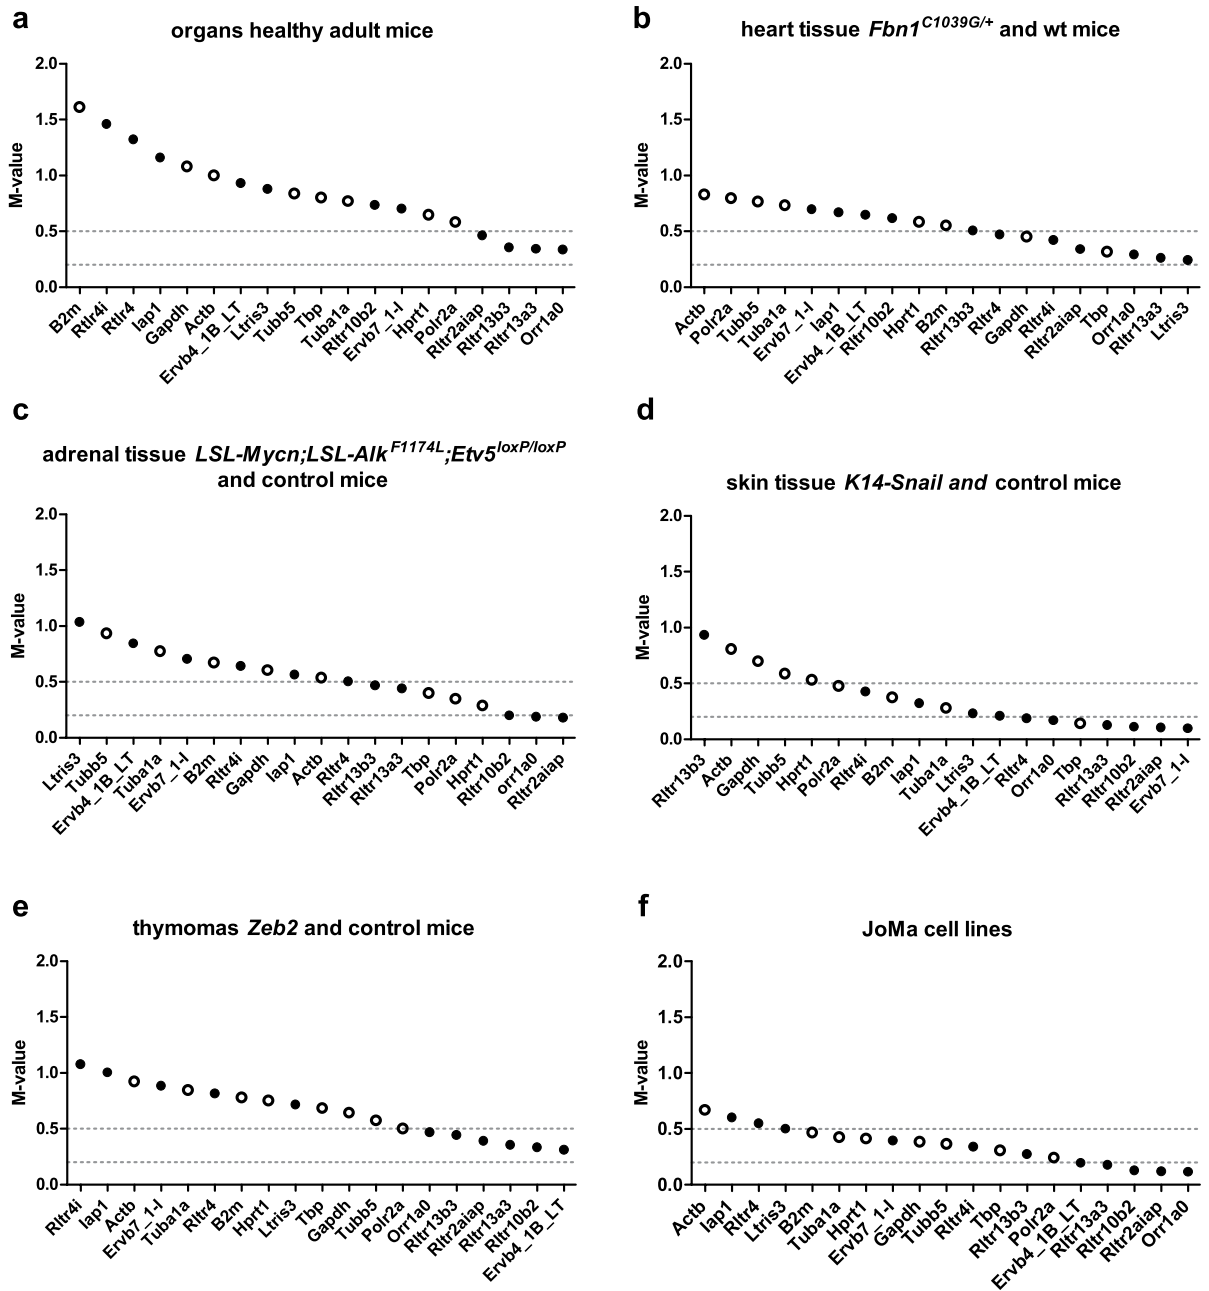 a
organs healthy adult mice
M-value
2.0
1.5
1.0
0.5
0.0
B2m
Rltlr4i
Rltlr4
Iap1
Gapdh
Actb
Ervb4_1B_LT
Ltris3
Tubb5
Tbp
Tuba1a
Rltr10b2
Ervb7_1-I
Hprt1
Polr2a
Rltr2aiap
Rltr13b3
Rltr13a3
Orr1a0
b
heart tissue Fbn1C1039G/+ and wt mice
M-value
2.0
1.5
1.0
0.5
0.0
Actb
Polr2a
Tubb5
Tuba1a
Ervb7_1-I
Iap1
Ervb4_1B_LT
Rltr10b2
Hprt1
B2m
Rltr13b3
Rltr4
Gapdh
Rltr4i
Rltr2aiap
Tbp
Orr1a0
Rltr13a3
Ltris3
c
adrenal tissue LSL-Mycn;LSL-AlkF1174L;Etv5loxP/loxP
and control mice
M-value
2.0
1.5
1.0
0.5
0.0
Ltris3
Tubb5
Ervb4_1B_LT
Tuba1a
Ervb7_1-I
B2m
Rltr4i
Gapdh
Iap1
Actb
Rltr4
Rltr13b3
Rltr13a3
Tbp
Polr2a
Hprt1
Rltr10b2
orr1a0
Rltr2aiap
d
skin tissue K14-Snail and control mice
M-value
2.0
1.5
1.0
0.5
0.0
Rltr13b3
Actb
Gapdh
Tubb5
Hprt1
Polr2a
Rltr4i
B2m
Iap1
Tuba1a
Ltris3
Ervb4_1B_LT
Rltr4
Orr1a0
Tbp
Rltr13a3
Rltr10b2
Rltr2aiap
Ervb7_1-I
e
thymomas Zeb2 and control mice
M-value
2.0
1.5
1.0
0.5
0.0
Rltr4i
Iap1
Actb
Ervb7_1-I
Tuba1a
Rltr4
B2m
Hprt1
Ltris3
Tbp
Gapdh
Tubb5
Polr2a
Orr1a0
Rltr13b3
Rltr2aiap
Rltr13a3
Rltr10b2
Ervb4_1B_LT
f
JoMa cell lines
M-value
2.0
1.5
1.0
0.5
0.0
Actb
Iap1
Rltr4
Ltris3
B2m
Tuba1a
Hprt1
Ervb7_1-I
Gapdh
Tubb5
Rltr4i
Tbp
Rltr13b3
Polr2a
Ervb4_1B_LT
Rltr13a3
Rltr10b2
Rltr2aiap
Orr1a0